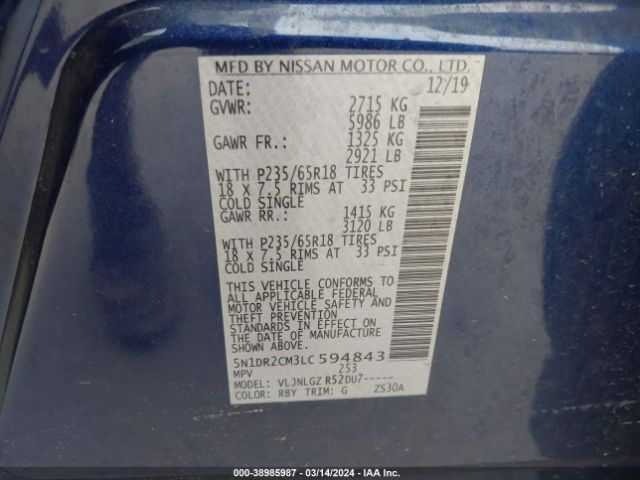 MFD BY NISSAN MOTOR CO., LTD.
DATE: 12/19
GVWR: 2715 KG
5986 LB
GAWR FR.: 1325 KG
2921 LB
WITH P235/65R18 TIRES
18 X 7.5 RIMS AT 33 PSI
COLD SINGLE
GAWR RR.: 1415 KG
3120 LB
WITH P235/65R18 TIRES
18 X 7.5 RIMS AT 33 PSI
COLD SINGLE
THIS VEHICLE CONFORMS TO
ALL APPLICABLE FEDERAL
MOTOR VEHICLE SAFETY AND
THEFT PREVENTION
STANDARDS IN EFFECT ON
THE DATE OF MANUFACTURE
5N1DR2CM3LC594843
MPV 253
MODEL: VLJNLGZ R52DU7-----
COLOR: RBY TRIM: G ZS30A
000-38985987 - 03/14/2024 - IAA Inc.